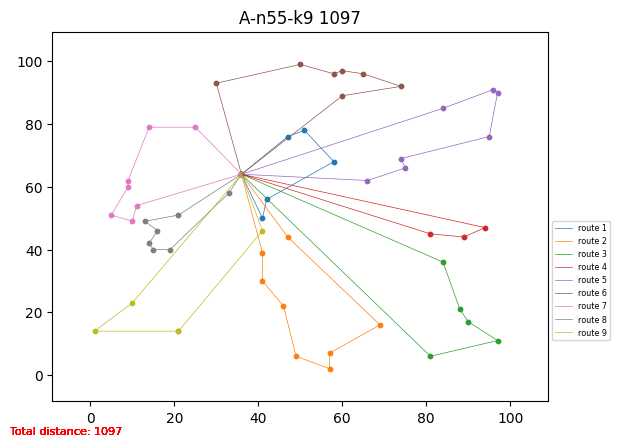 A-n55-k9 1097
100
80
60
40
20
0
0 20 40 60 80 100
route 1
route 2
route 3
route 4
route 5
route 6
route 7
route 8
route 9
Total distance: 1097